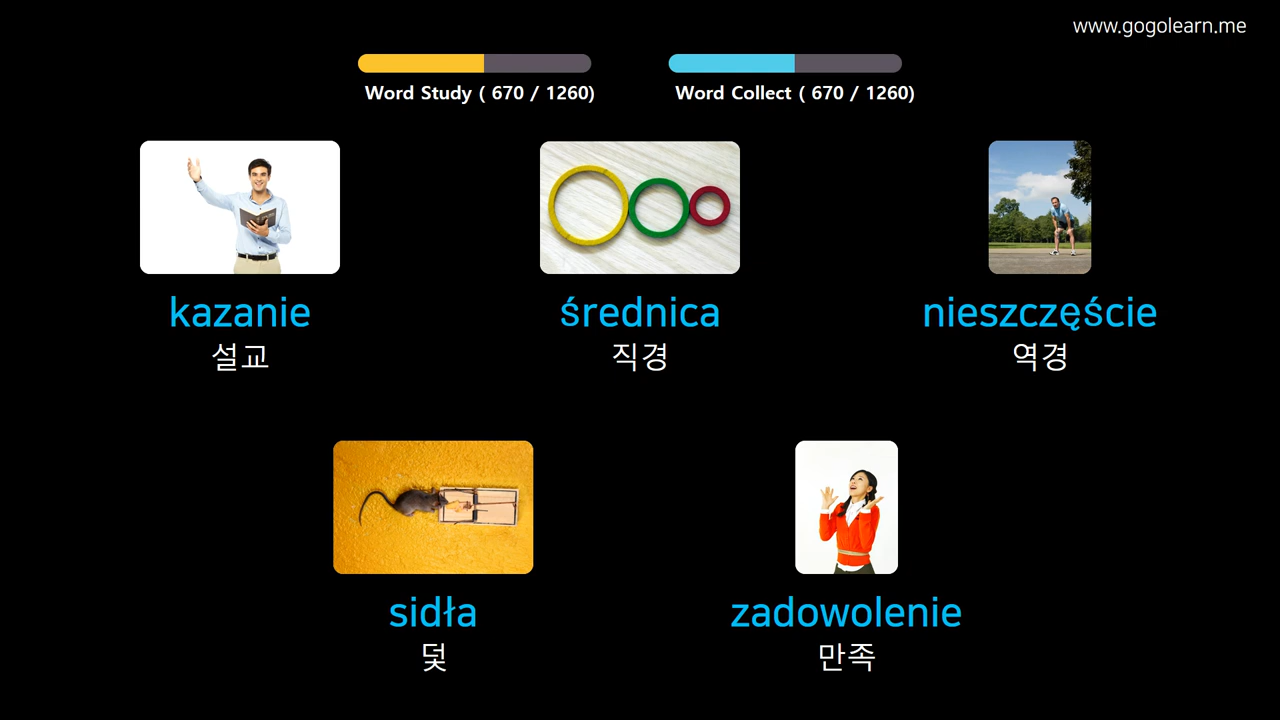 www.gogolearn.me
Word Study ( 670 / 1260)
Word Collect ( 670 / 1260)
kazanie
설교
średnica
직경
nieszczęście
역경
sidła
덫
zadowolenie
만족